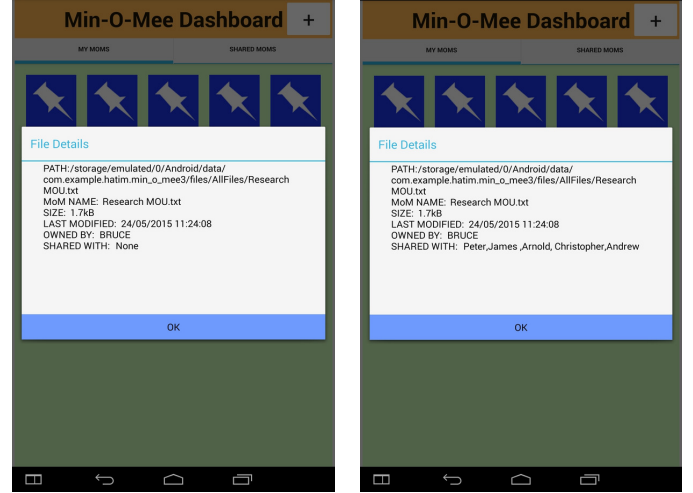 Min-O-Mee Dashboard +
MY MOMS SHARED MOMS
File Details
PATH:/storage/emulated/0/Android/data/
com.example.hatim.min_o_mee3/files/AllFiles/Research
MOU.txt
MoM NAME: Research MOU.txt
SIZE: 1.7kB
LAST MODIFIED: 24/05/2015 11:24:08
OWNED BY: BRUCE
SHARED WITH: None
OK
Min-O-Mee Dashboard +
MY MOMS SHARED MOMS
File Details
PATH:/storage/emulated/0/Android/data/
com.example.hatim.min_o_mee3/files/AllFiles/Research
MOU.txt
MoM NAME: Research MOU.txt
SIZE: 1.7kB
LAST MODIFIED: 24/05/2015 11:24:08
OWNED BY: BRUCE
SHARED WITH: Peter,James ,Arnold, Christopher,Andrew
OK